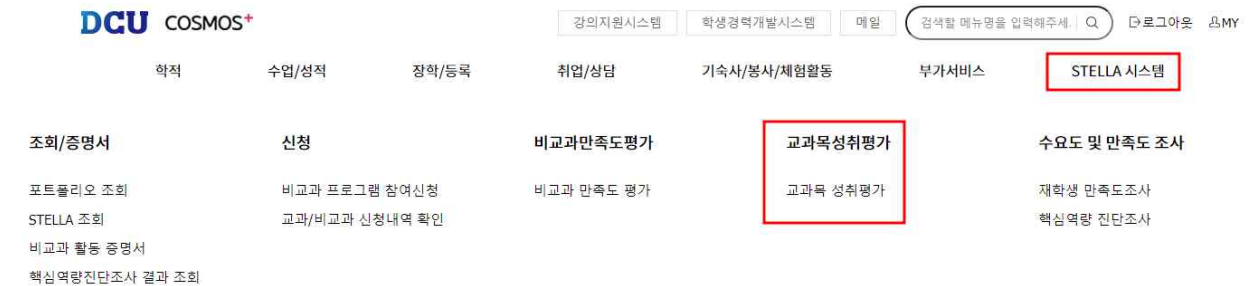 DCU COSMOS+ 강의지원시스템 학생경력개발시스템 메일 검색할 메뉴명을 입력해주세. 로그아웃 MY
학적 수업/성적 장학/등록 취업/상담 기숙사/봉사/체험활동 부가서비스 STELLA 시스템
조회/증명서 신청 비교과만족도평가 교과목성취평가 수요도 및 만족도 조사
포트폴리오 조회 비교과 프로그램 참여신청 비교과 만족도 평가 교과목 성취평가 재학생 만족도조사
STELLA 조회 교과/비교과 신청내역 확인 핵심역량 진단조사
비교과 활동 증명서
핵심역량진단조사 결과 조회